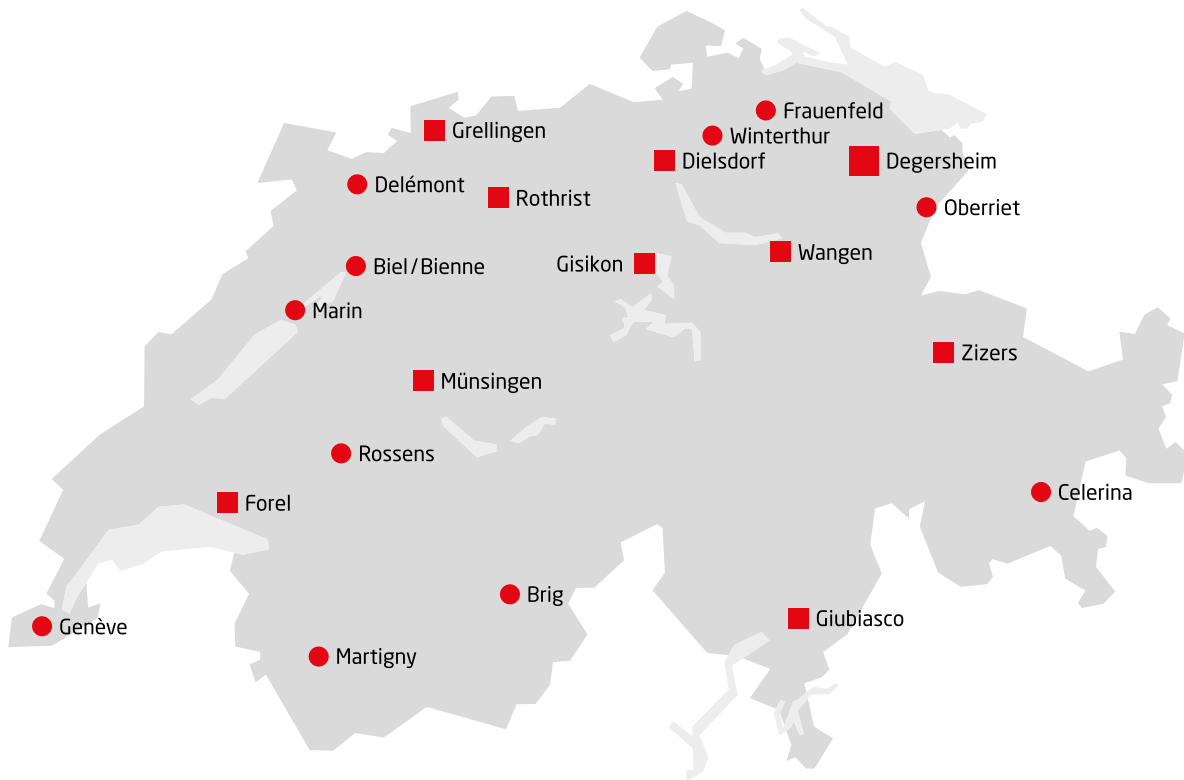 Frauenfeld
Grellingen
Winterthur
Dielsdorf
Degersheim
Delémont
Rothrist
Oberriet
Wangen
Gisikon
Biel/Bienne
Marin
Zizers
Münsingen
Rossens
Celerina
Forel
Brig
Giubiasco
Genève
Martigny